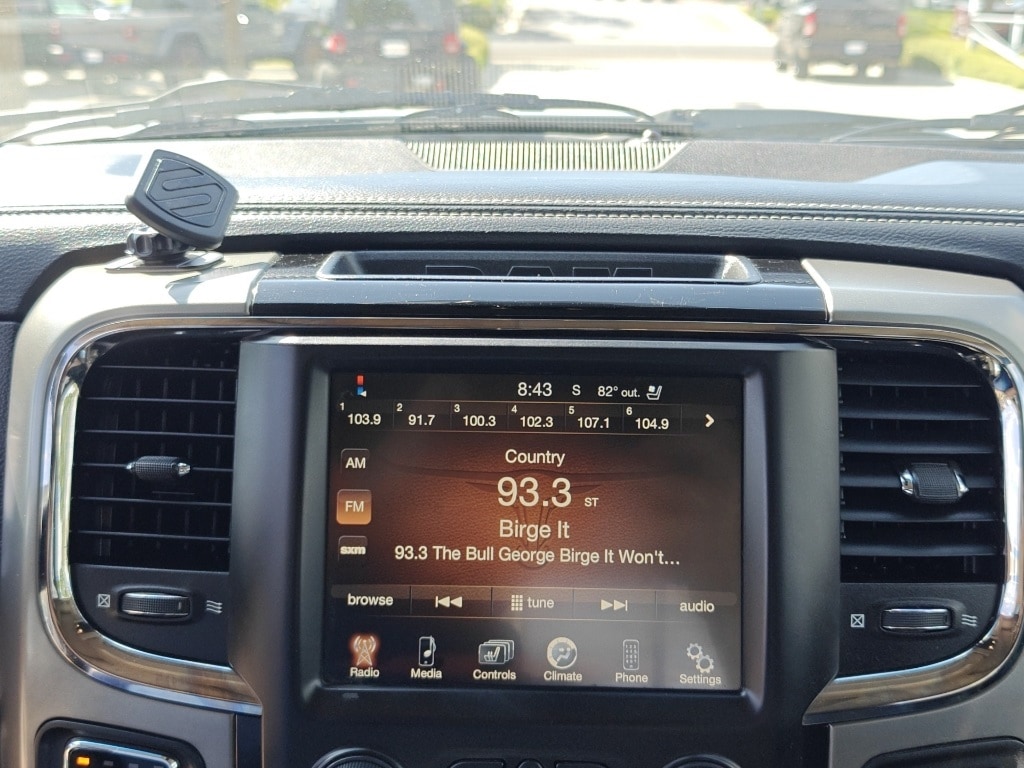 RAM
8:43 S 82° out.
1 103.9 2 91.7 3 100.3 4 102.3 5 107.1 6 104.9
AM
FM
sxm
Country
93.3 ST
Birge It
93.3 The Bull George Birge It Won't...
browse tune audio
Radio Media Controls Climate Phone Settings